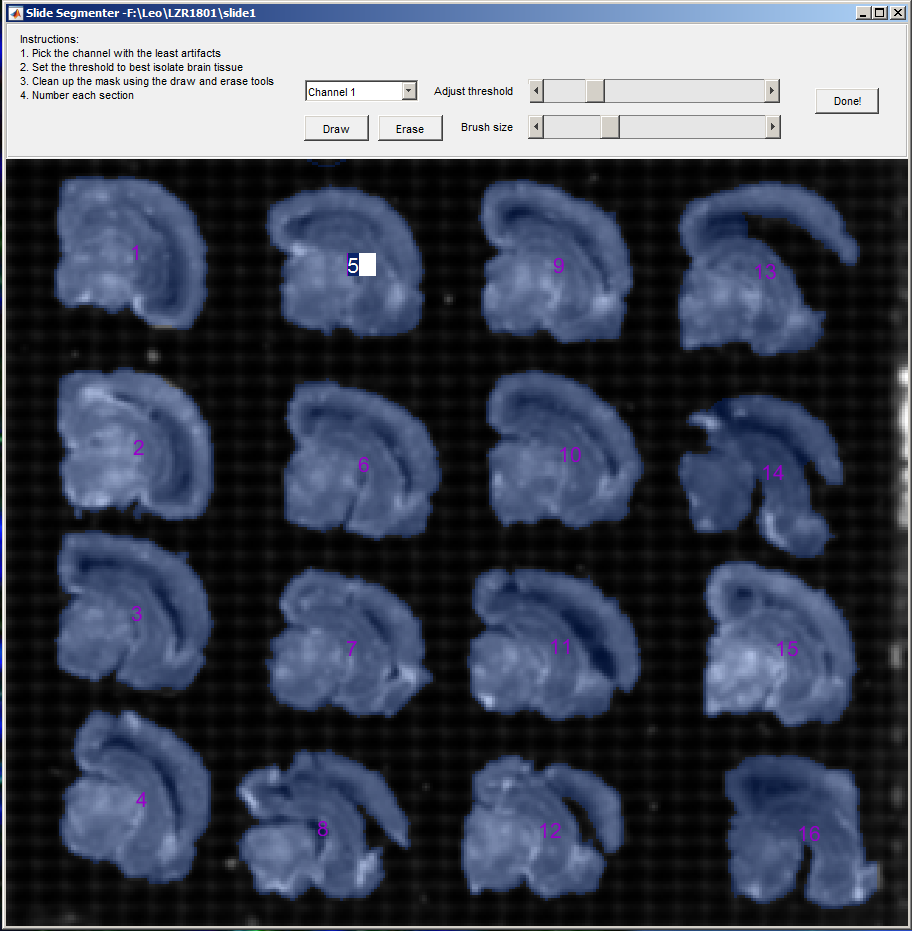 Slide Segmenter -F:\Leo\LZR1801\slide1
Instructions:
1. Pick the channel with the least artifacts
2. Set the threshold to best isolate brain tissue
3. Clean up the mask using the draw and erase tools
4. Number each section
Channel 1
Adjust threshold
Done!
Draw
Erase
Brush size
1
5
9
13
2
6
10
14
3
7
11
15
4
8
12
16